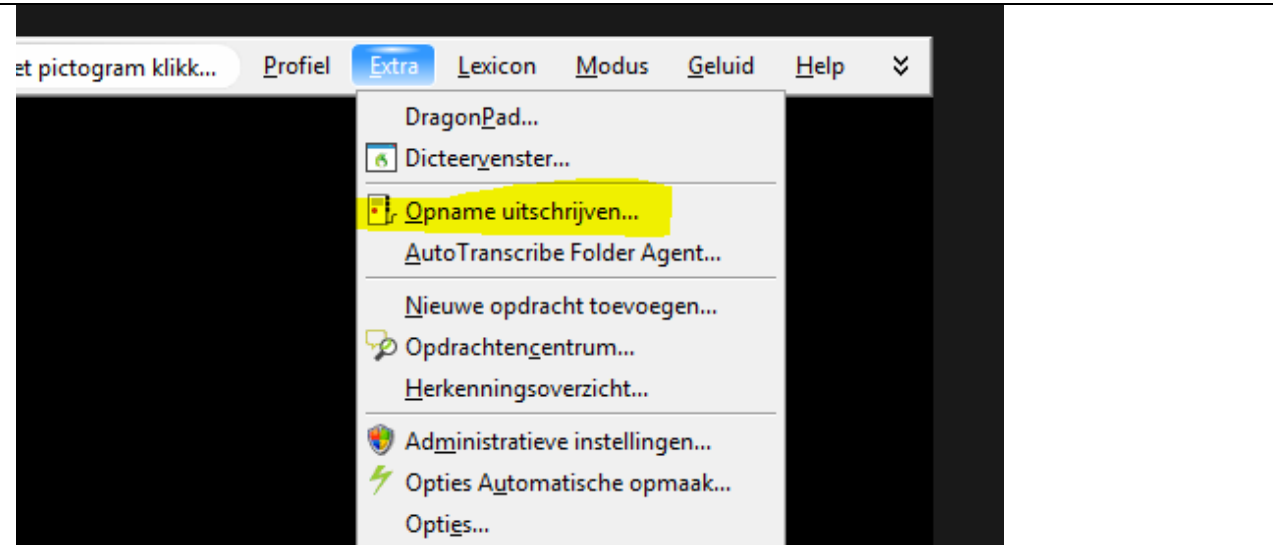 et pictogram klikk... Profiel Extra Lexicon Modus Geluid Help
DragonPad...
Dicteervenster...
Opname uitschrijven...
AutoTranscribe Folder Agent...
Nieuwe opdracht toevoegen...
Opdrachtencentrum...
Herkenningsoverzicht...
Administratieve instellingen...
Opties Automatische opmaak...
Opties...